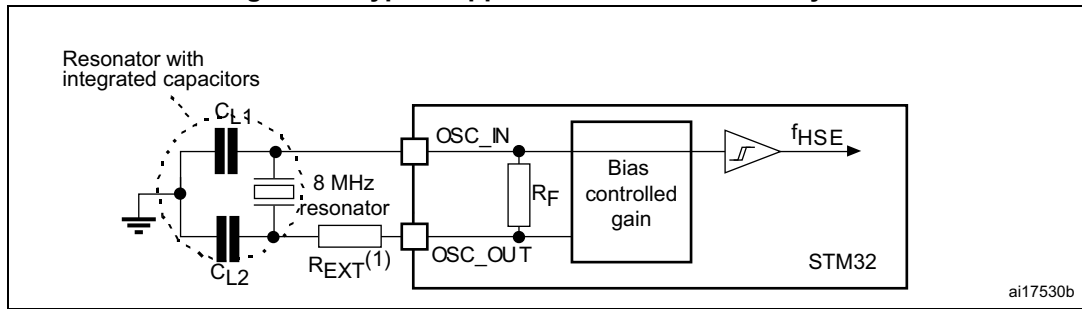 Resonator with
integrated capacitors
CL1
OSC_IN
fHSE
8 MHz
resonator
RF
Bias
controlled
gain
REXT(1)
OSC_OUT
STM32
CL2
ai17530b